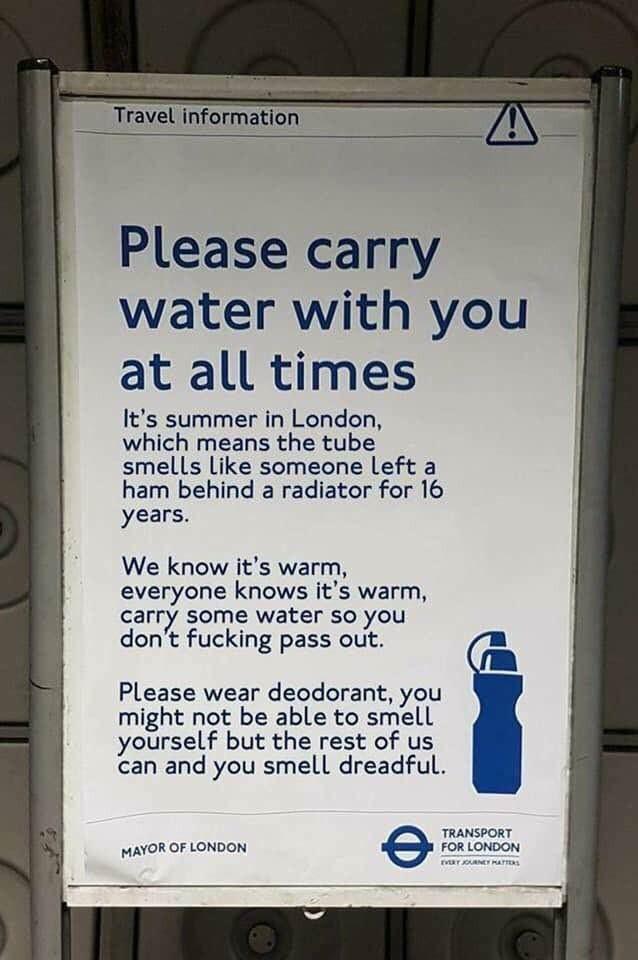 Travel information
Please carry
water with you
at all times
It's summer in London,
which means the tube
smells like someone left a
ham behind a radiator for 16
years.
We know it's warm,
everyone knows it's warm,
carry some water so you
don't fucking pass out.
Please wear deodorant, you
might not be able to smell
yourself but the rest of us
can and you smell dreadful.
MAYOR OF LONDON
TRANSPORT
FOR LONDON
EVERY JOURNEY MATTERS